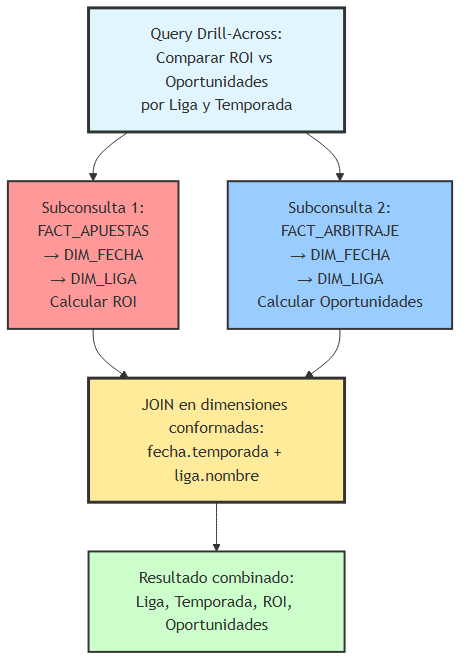 Query Drill-Across:
Comparar ROI vs
Oportunidades
por Liga y Temporada
Subconsulta 1:
FACT_APUESTAS
→ DIM_FECHA
→ DIM_LIGA
Calcular ROI
Subconsulta 2:
FACT_ARBITRAJE
→ DIM_FECHA
→ DIM_LIGA
Calcular Oportunidades
JOIN en dimensiones
conformadas:
fecha.temporada +
liga.nombre
Resultado combinado:
Liga, Temporada, ROI,
Oportunidades